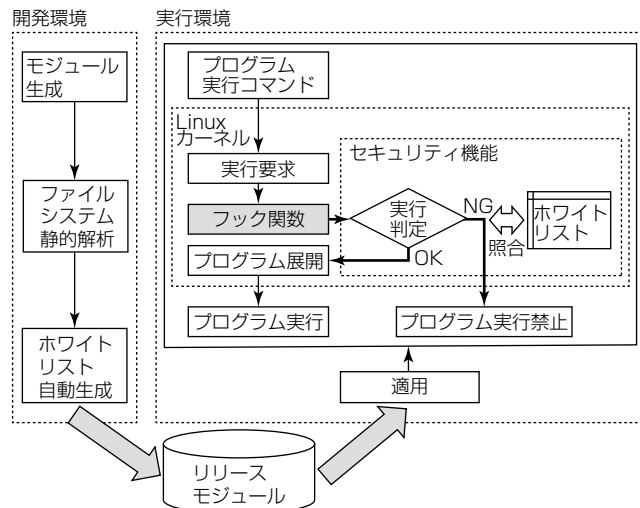 開発環境
モジュール
生成
ファイル
システム
静的解析
ホワイト
リスト
自動生成
実行環境
プログラム
実行コマンド
Linux
カーネル
実行要求
フック関数
プログラム展開
プログラム実行
セキュリティ機能
実行
判定
NG
OK
照合
ホワイト
リスト
プログラム実行禁止
適用
リリース
モジュール